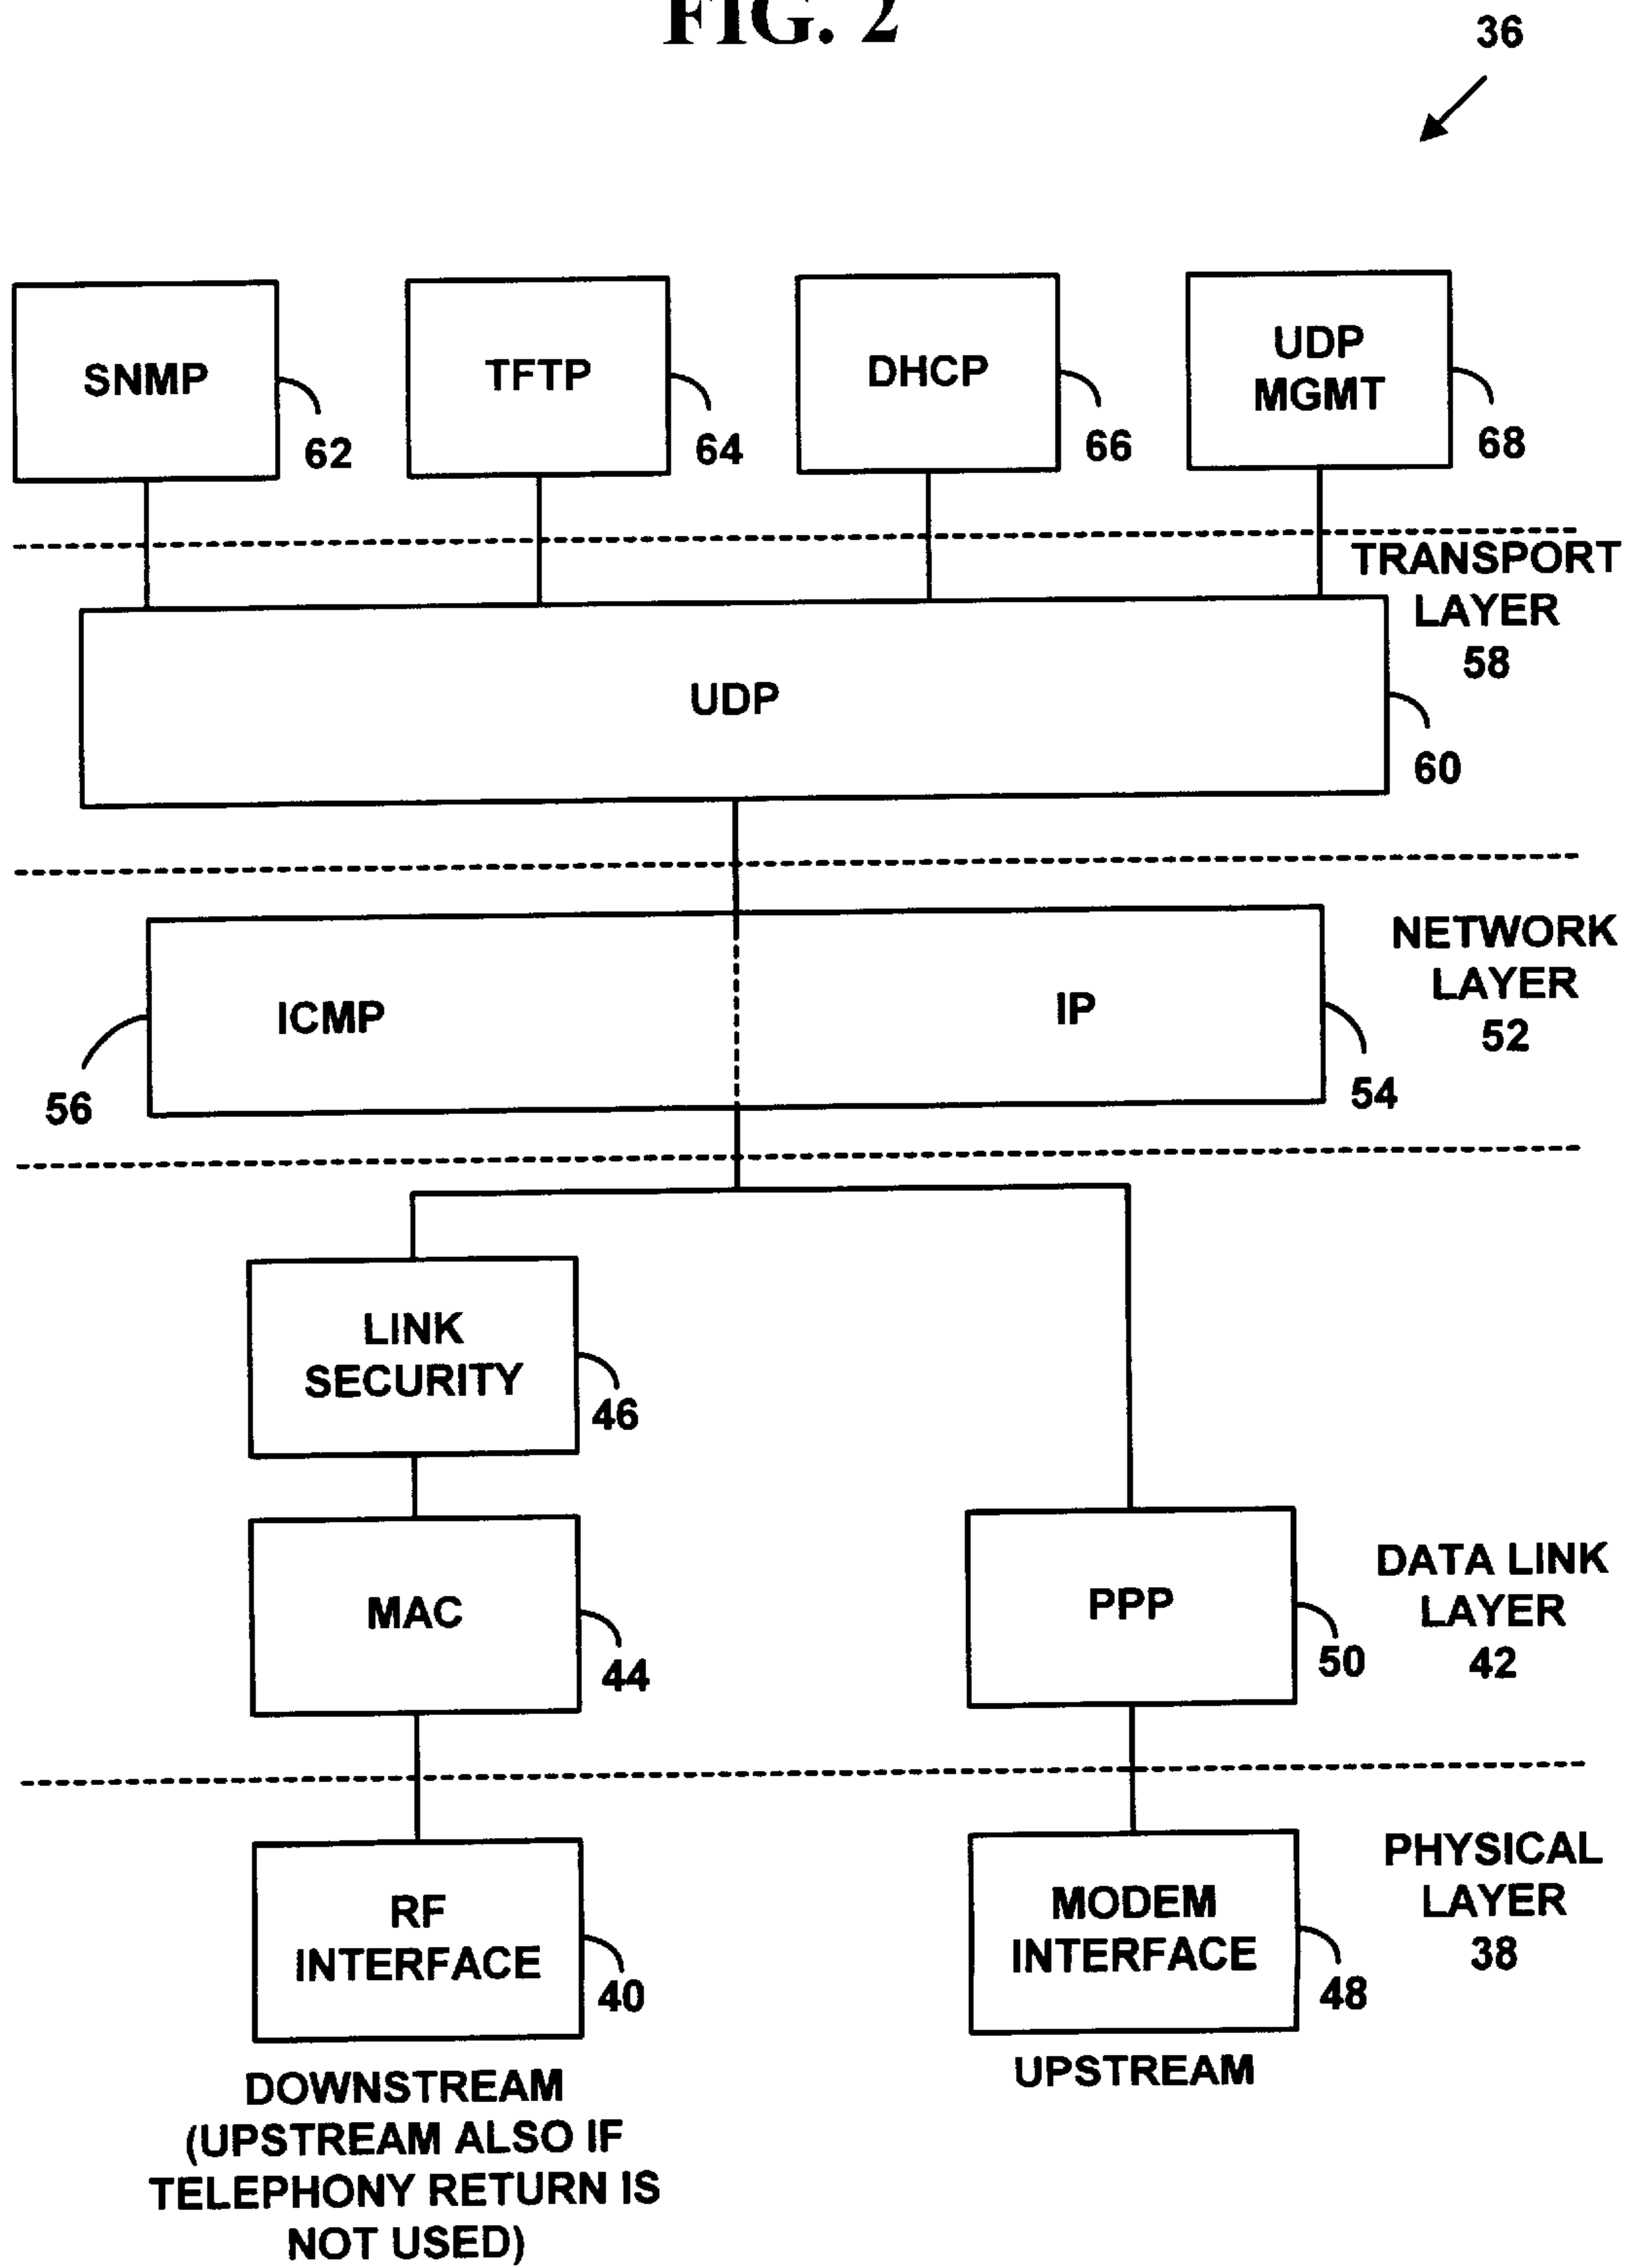 FIG. 2
36
SNMP
62
TFTP
64
DHCP
66
UDP
MGMT
68
TRANSPORT
LAYER
58
UDP
60
NETWORK
LAYER
52
ICMP
56
IP
54
LINK
SECURITY
46
MAC
44
PPP
50
DATA LINK
LAYER
42
RF
INTERFACE
40
MODEM
INTERFACE
48
PHYSICAL
LAYER
38
DOWNSTREAM
(UPSTREAM ALSO IF
TELEPHONY RETURN IS
NOT USED)
UPSTREAM